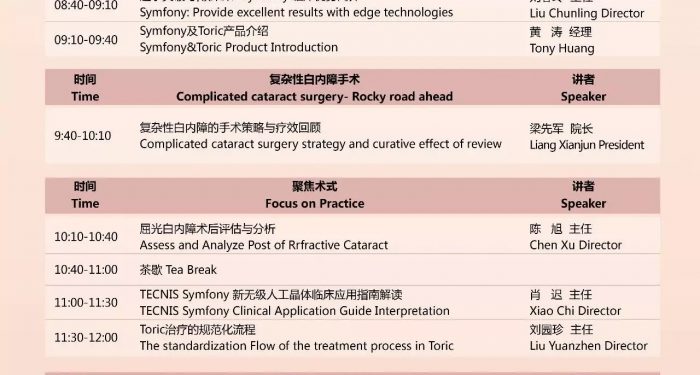 08:40-09:10
Symfony: Provide excellent results with edge technologies
Liu Chunling Director
09:10-09:40
Symfony及Toric产品介绍
Symfony&Toric Product Introduction
黄 涛 经理
Tony Huang
时间
Time
复杂性白内障手术
Complicated cataract surgery- Rocky road ahead
讲者
Speaker
9:40-10:10
复杂性白内障的手术策略与疗效回顾
Complicated cataract surgery strategy and curative effect of review
梁先军 院长
Liang Xianjun President
时间
Time
聚焦术式
Focus on Practice
讲者
Speaker
10:10-10:40
屈光白内障术后评估与分析
Assess and Analyze Post of Rrfractive Cataract
陈 旭 主任
Chen Xu Director
10:40-11:00
茶歇 Tea Break
11:00-11:30
TECNIS Symfony 新无级人工晶体临床应用指南解读
TECNIS Symfony Clinical Application Guide Interpretation
肖 迟 主任
Xiao Chi Director
11:30-12:00
Toric治疗的规范化流程
The standardization Flow of the treatment process in Toric
刘园珍 主任
Liu Yuanzhen Director